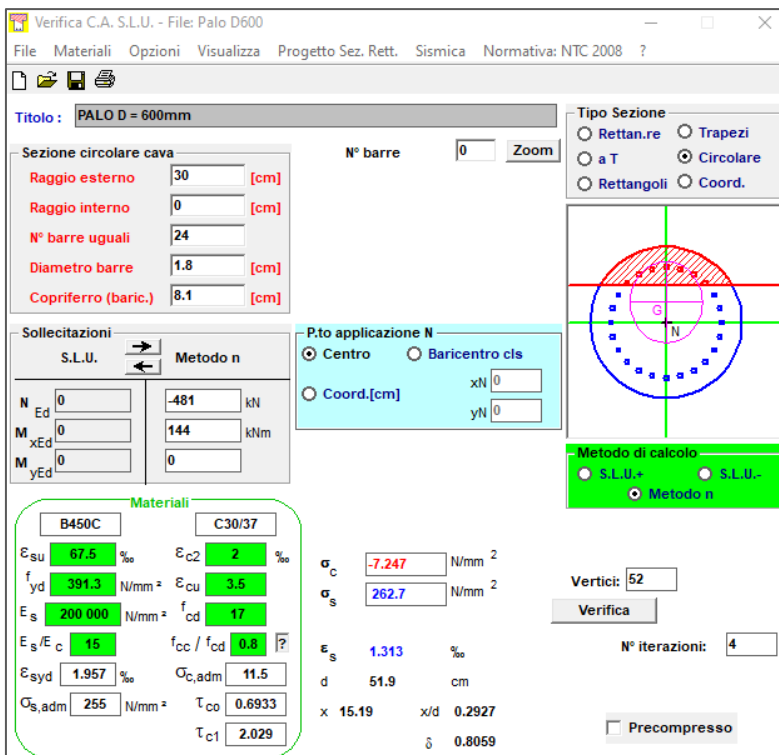 Verifica C.A. S.L.U. - File: Palo D600
File Materiali Opzioni Visualizza Progetto Sez. Rett. Sismica Normativa: NTC 2008 ?
Titolo : PALO D = 600mm
N° barre 0 Zoom
Tipo Sezione
Rettan.re Trapezi
a T Circolare
Rettangoli Coord.
Sezione circolare cava
Raggio esterno 30 [cm]
Raggio interno 0 [cm]
N° barre uguali 24
Diametro barre 1.8 [cm]
Copriferro (baric.) 8.1 [cm]
G
N
Sollecitazioni
S.L.U. Metodo n
N Ed 0 -481 kN
M xEd 0 144 kNm
M yEd 0 0
P.to applicazione N
Centro Baricentro cls
Coord.[cm] xN 0
yN 0
Metodo di calcolo
S.L.U.+ S.L.U.-
Metodo n
Materiali
B450C C30/37
εsu 67.5 ‰ εc2 2 ‰
fyd 391.3 N/mm² εcu 3.5
Es 200 000 N/mm² fcd 17
Es/Ec 15 fcc / fcd 0.8 ?
εsyd 1.957 ‰ σc,adm 11.5
σs,adm 255 N/mm² τco 0.6933
τc1 2.029
σc -7.247 N/mm²
σs 262.7 N/mm²
εs 1.313 ‰
d 51.9 cm
x 15.19 x/d 0.2927
δ 0.8059
Vertici: 52
Verifica
N° iterazioni: 4
Precompresso